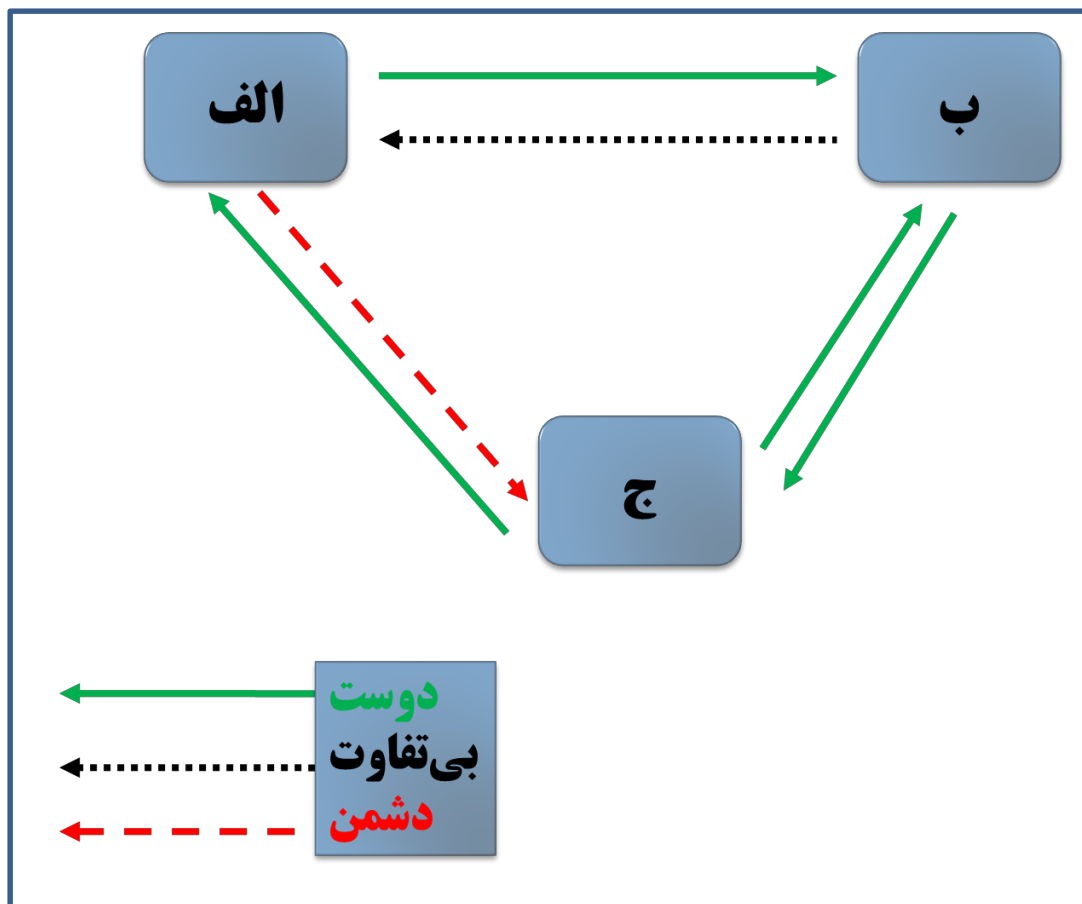 ب
الف
ج
دوست
بی‌تفاوت
دشمن